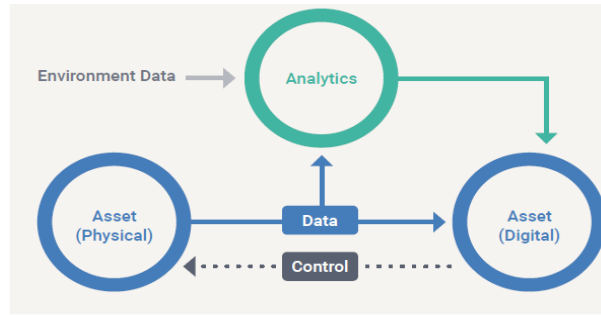 Environment Data
Analytics
Asset
(Physical)
Data
Asset
(Digital)
Control